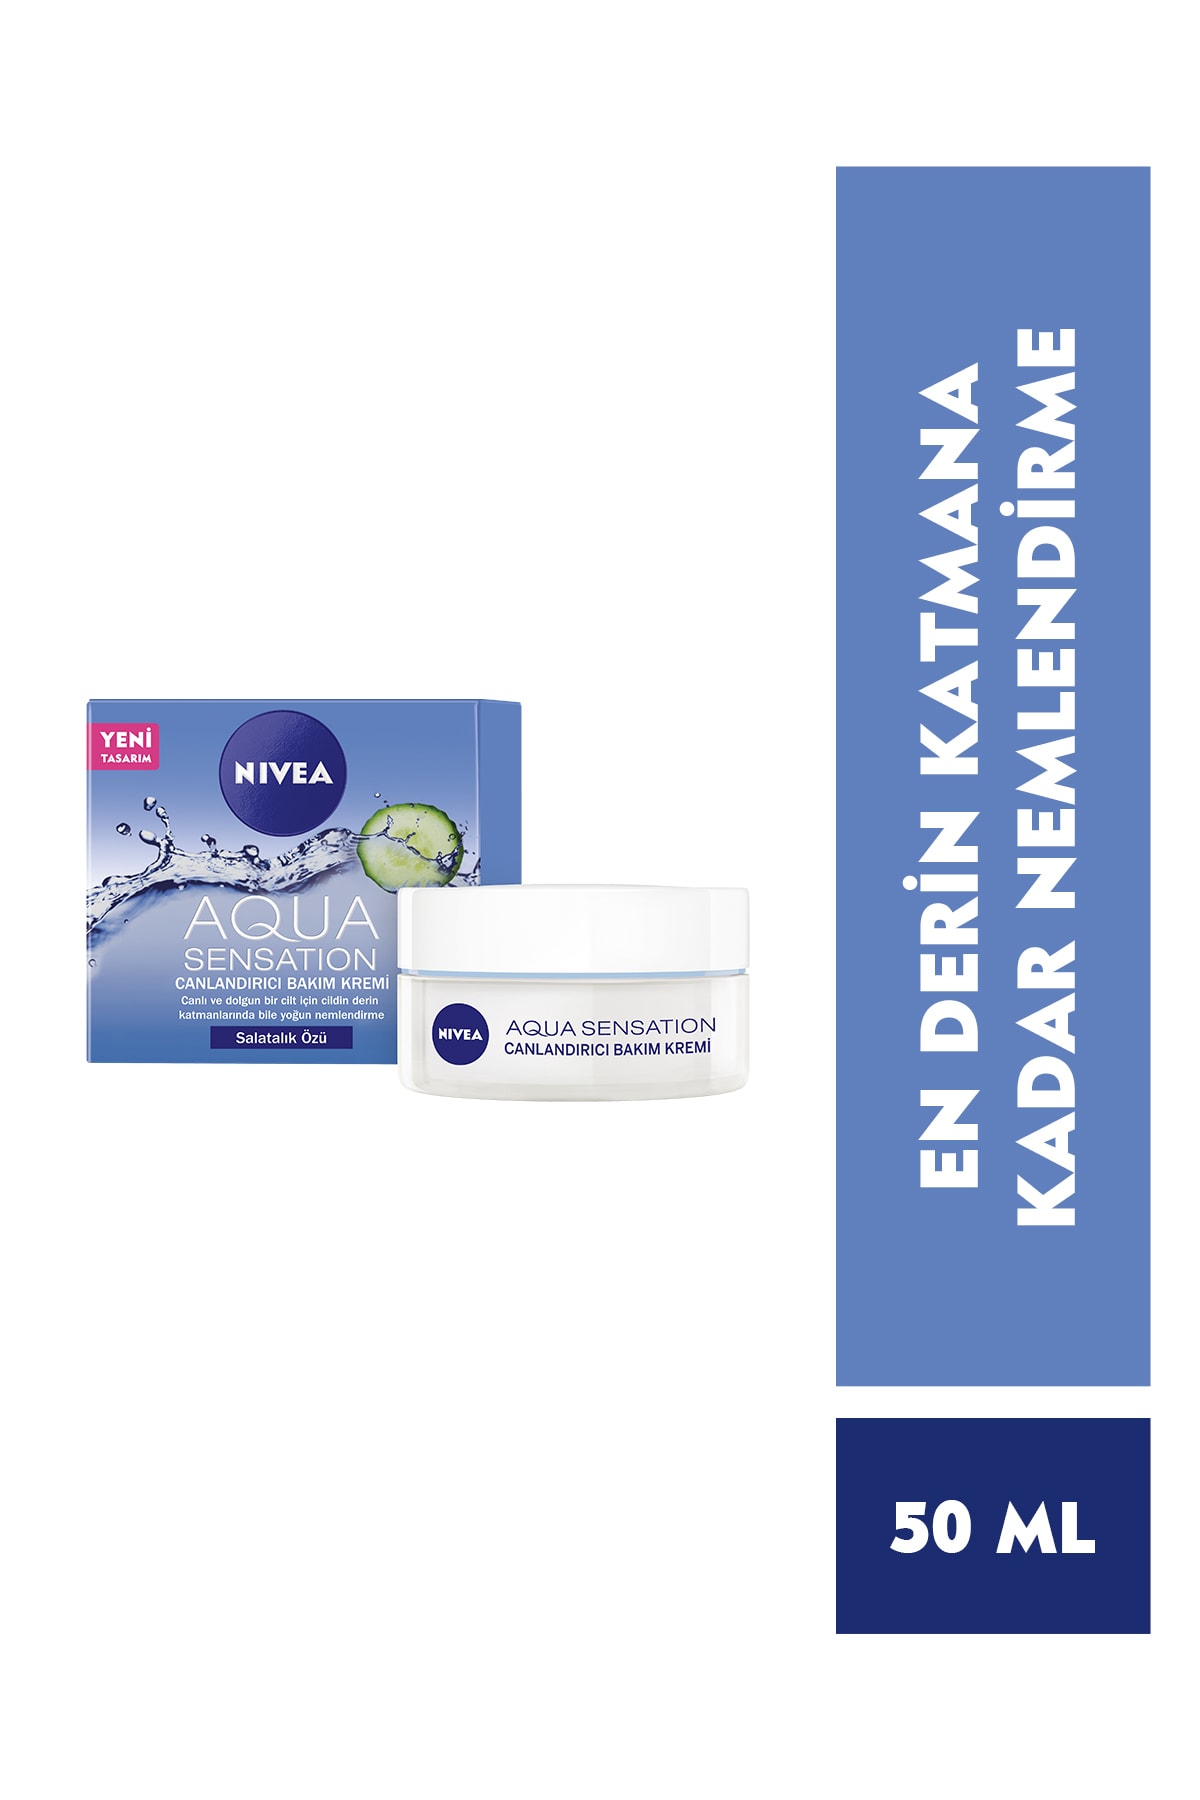 YENİ
TASARIM
NIVEA
AQUA
SENSATION
CANLANDIRICI BAKIM KREMİ
Canlı ve dolgun bir cilt için cildin derin
katmanlarında bile yoğun nemlendirme
Salatalık Özü
NIVEA
AQUA SENSATION
CANLANDIRICI BAKIM KREMİ
EN DERİN KATMANA
KADAR NEMLENDİRME
50 ML